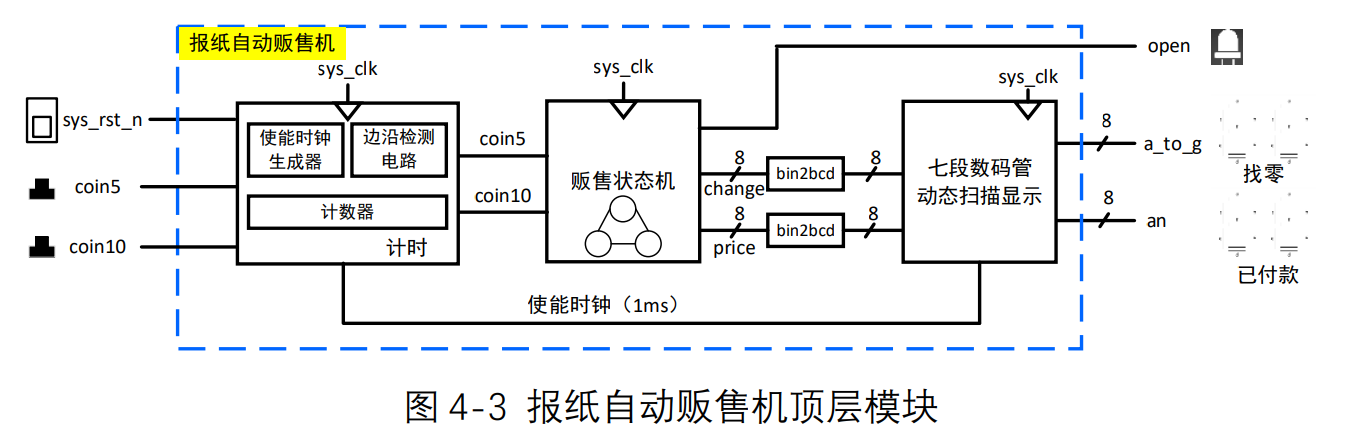 报纸自动贩售机
sys_clk
sys_clk
sys_clk
open
sys_rst_n
coin5
coin10
使能时钟
生成器
边沿检测
电路
计数器
计时
coin5
coin10
贩售状态机
8
change
8
price
bin2bcd
bin2bcd
8
8
七段数码管
动态扫描显示
8
a_to_g
8
an
找零
已付款
使能时钟（1ms）
图 4-3 报纸自动贩售机顶层模块